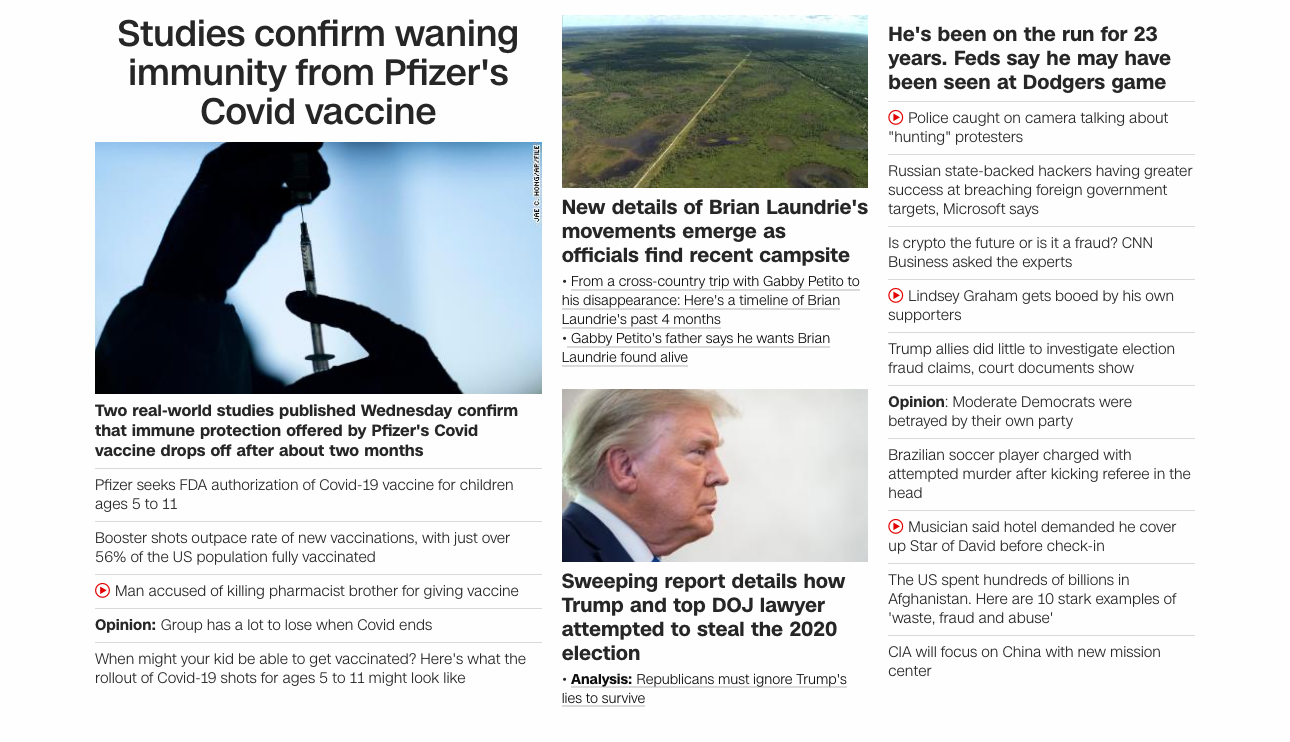 Studies confirm waning
immunity from Pfizer's
Covid vaccine
JAE C. HONG/AP/FILE
Two real-world studies published Wednesday confirm
that immune protection offered by Pfizer's Covid
vaccine drops off after about two months
Pfizer seeks FDA authorization of Covid-19 vaccine for children
ages 5 to 11
Booster shots outpace rate of new vaccinations, with just over
56% of the US population fully vaccinated
Man accused of killing pharmacist brother for giving vaccine
Opinion: Group has a lot to lose when Covid ends
When might your kid be able to get vaccinated? Here's what the
rollout of Covid-19 shots for ages 5 to 11 might look like
New details of Brian Laundrie's
movements emerge as
officials find recent campsite
• From a cross-country trip with Gabby Petito to
his disappearance: Here's a timeline of Brian
Laundrie's past 4 months
• Gabby Petito's father says he wants Brian
Laundrie found alive
Sweeping report details how
Trump and top DOJ lawyer
attempted to steal the 2020
election
• Analysis: Republicans must ignore Trump's
lies to survive
He's been on the run for 23
years. Feds say he may have
been seen at Dodgers game
Police caught on camera talking about
"hunting" protesters
Russian state-backed hackers having greater
success at breaching foreign government
targets, Microsoft says
Is crypto the future or is it a fraud? CNN
Business asked the experts
Lindsey Graham gets booed by his own
supporters
Trump allies did little to investigate election
fraud claims, court documents show
Opinion: Moderate Democrats were
betrayed by their own party
Brazilian soccer player charged with
attempted murder after kicking referee in the
head
Musician said hotel demanded he cover
up Star of David before check-in
The US spent hundreds of billions in
Afghanistan. Here are 10 stark examples of
'waste, fraud and abuse'
CIA will focus on China with new mission
center